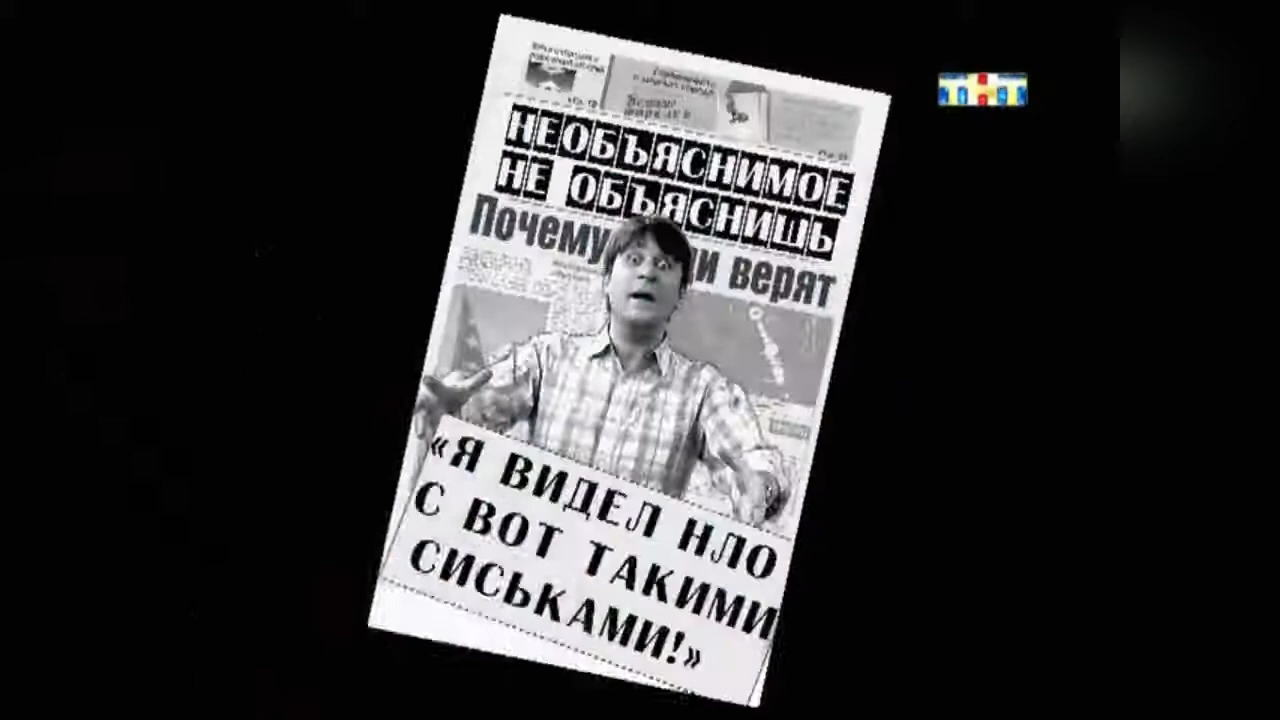 ТНТ
НЕОБЪЯСНИМОЕ
НЕ ОБЪЯСНИШЬ
Почему верят
«Я ВИДЕЛ НЛО
С ВОТ ТАКИМИ
СИСЬКАМИ!»